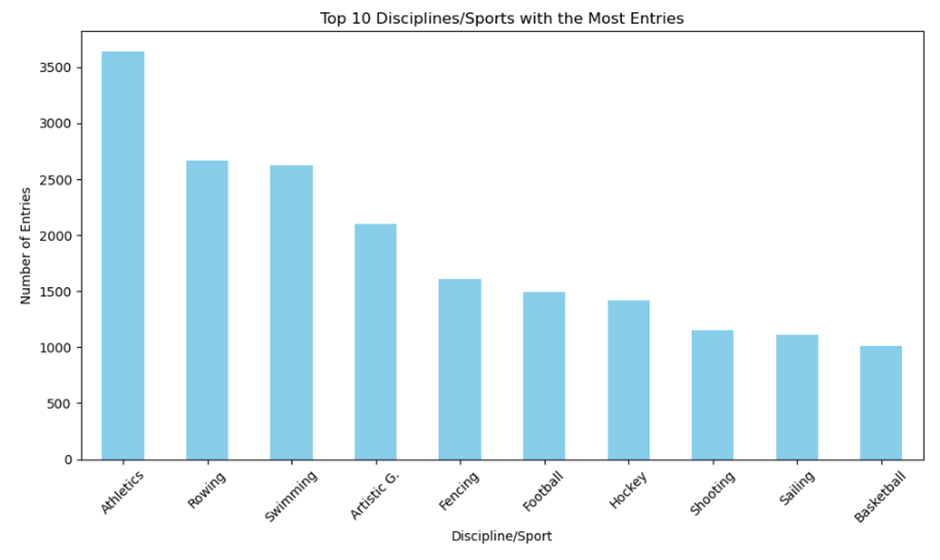 Top 10 Disciplines/Sports with the Most Entries
Number of Entries
3500
3000
2500
2000
1500
1000
500
0
Athletics
Rowing
Swimming
Artistic G.
Fencing
Football
Hockey
Shooting
Sailing
Basketball
Discipline/Sport